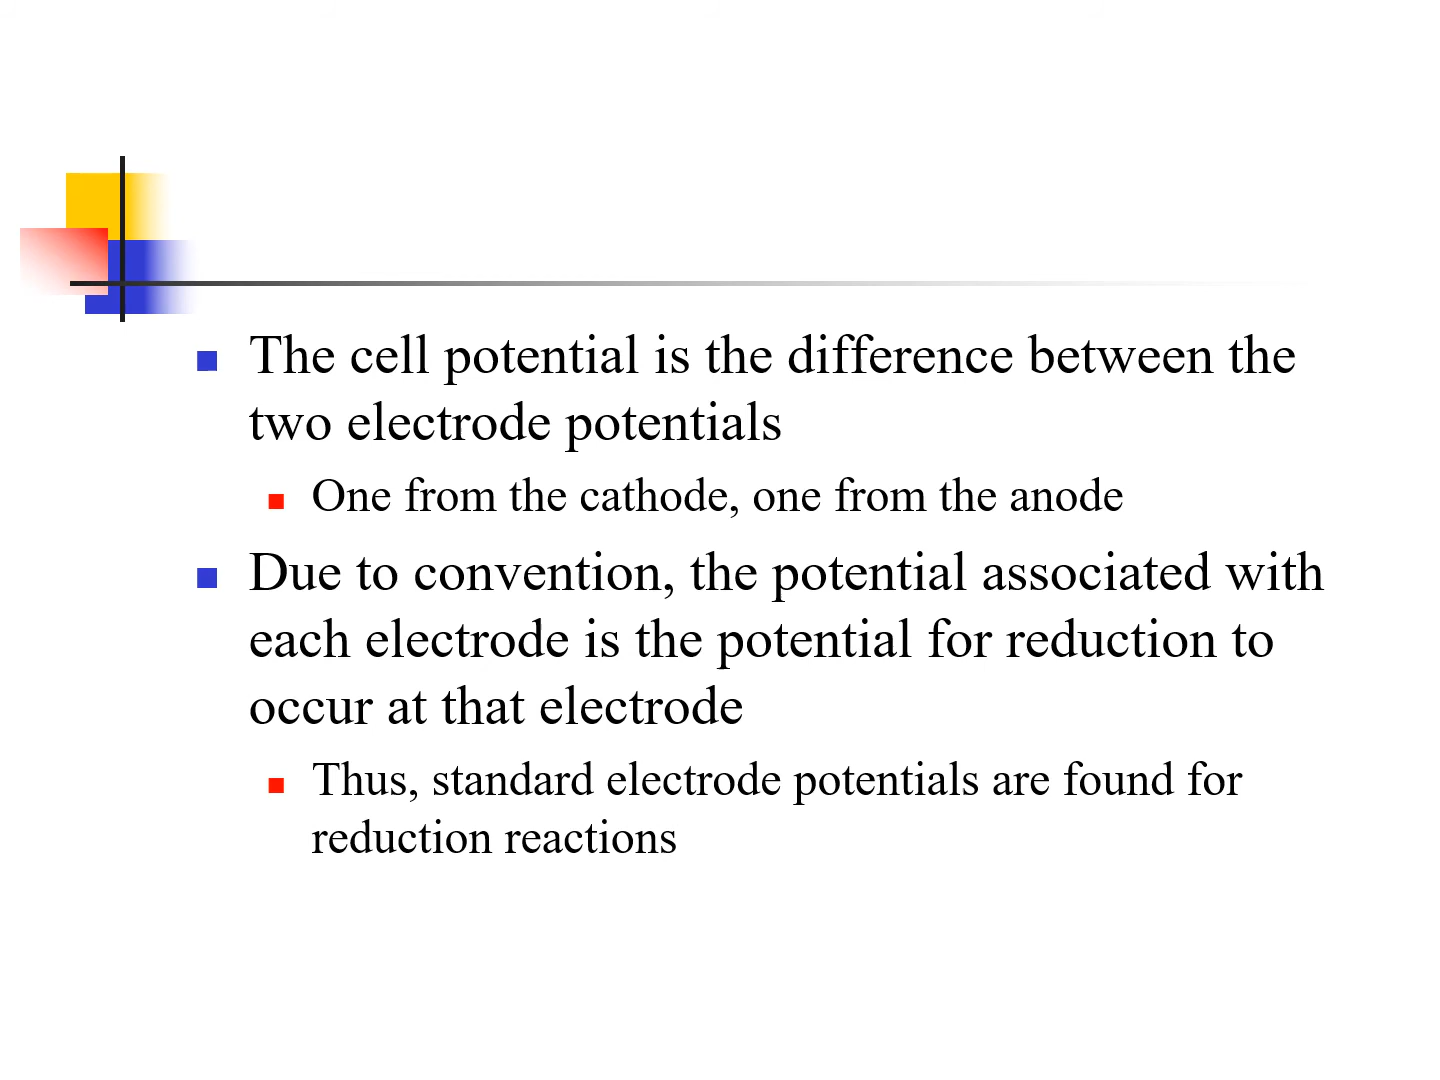 The cell potential is the difference between the
two electrode potentials
One from the cathode, one from the anode
Due to convention, the potential associated with
each electrode is the potential for reduction to
occur at that electrode
Thus, standard electrode potentials are found for
reduction reactions